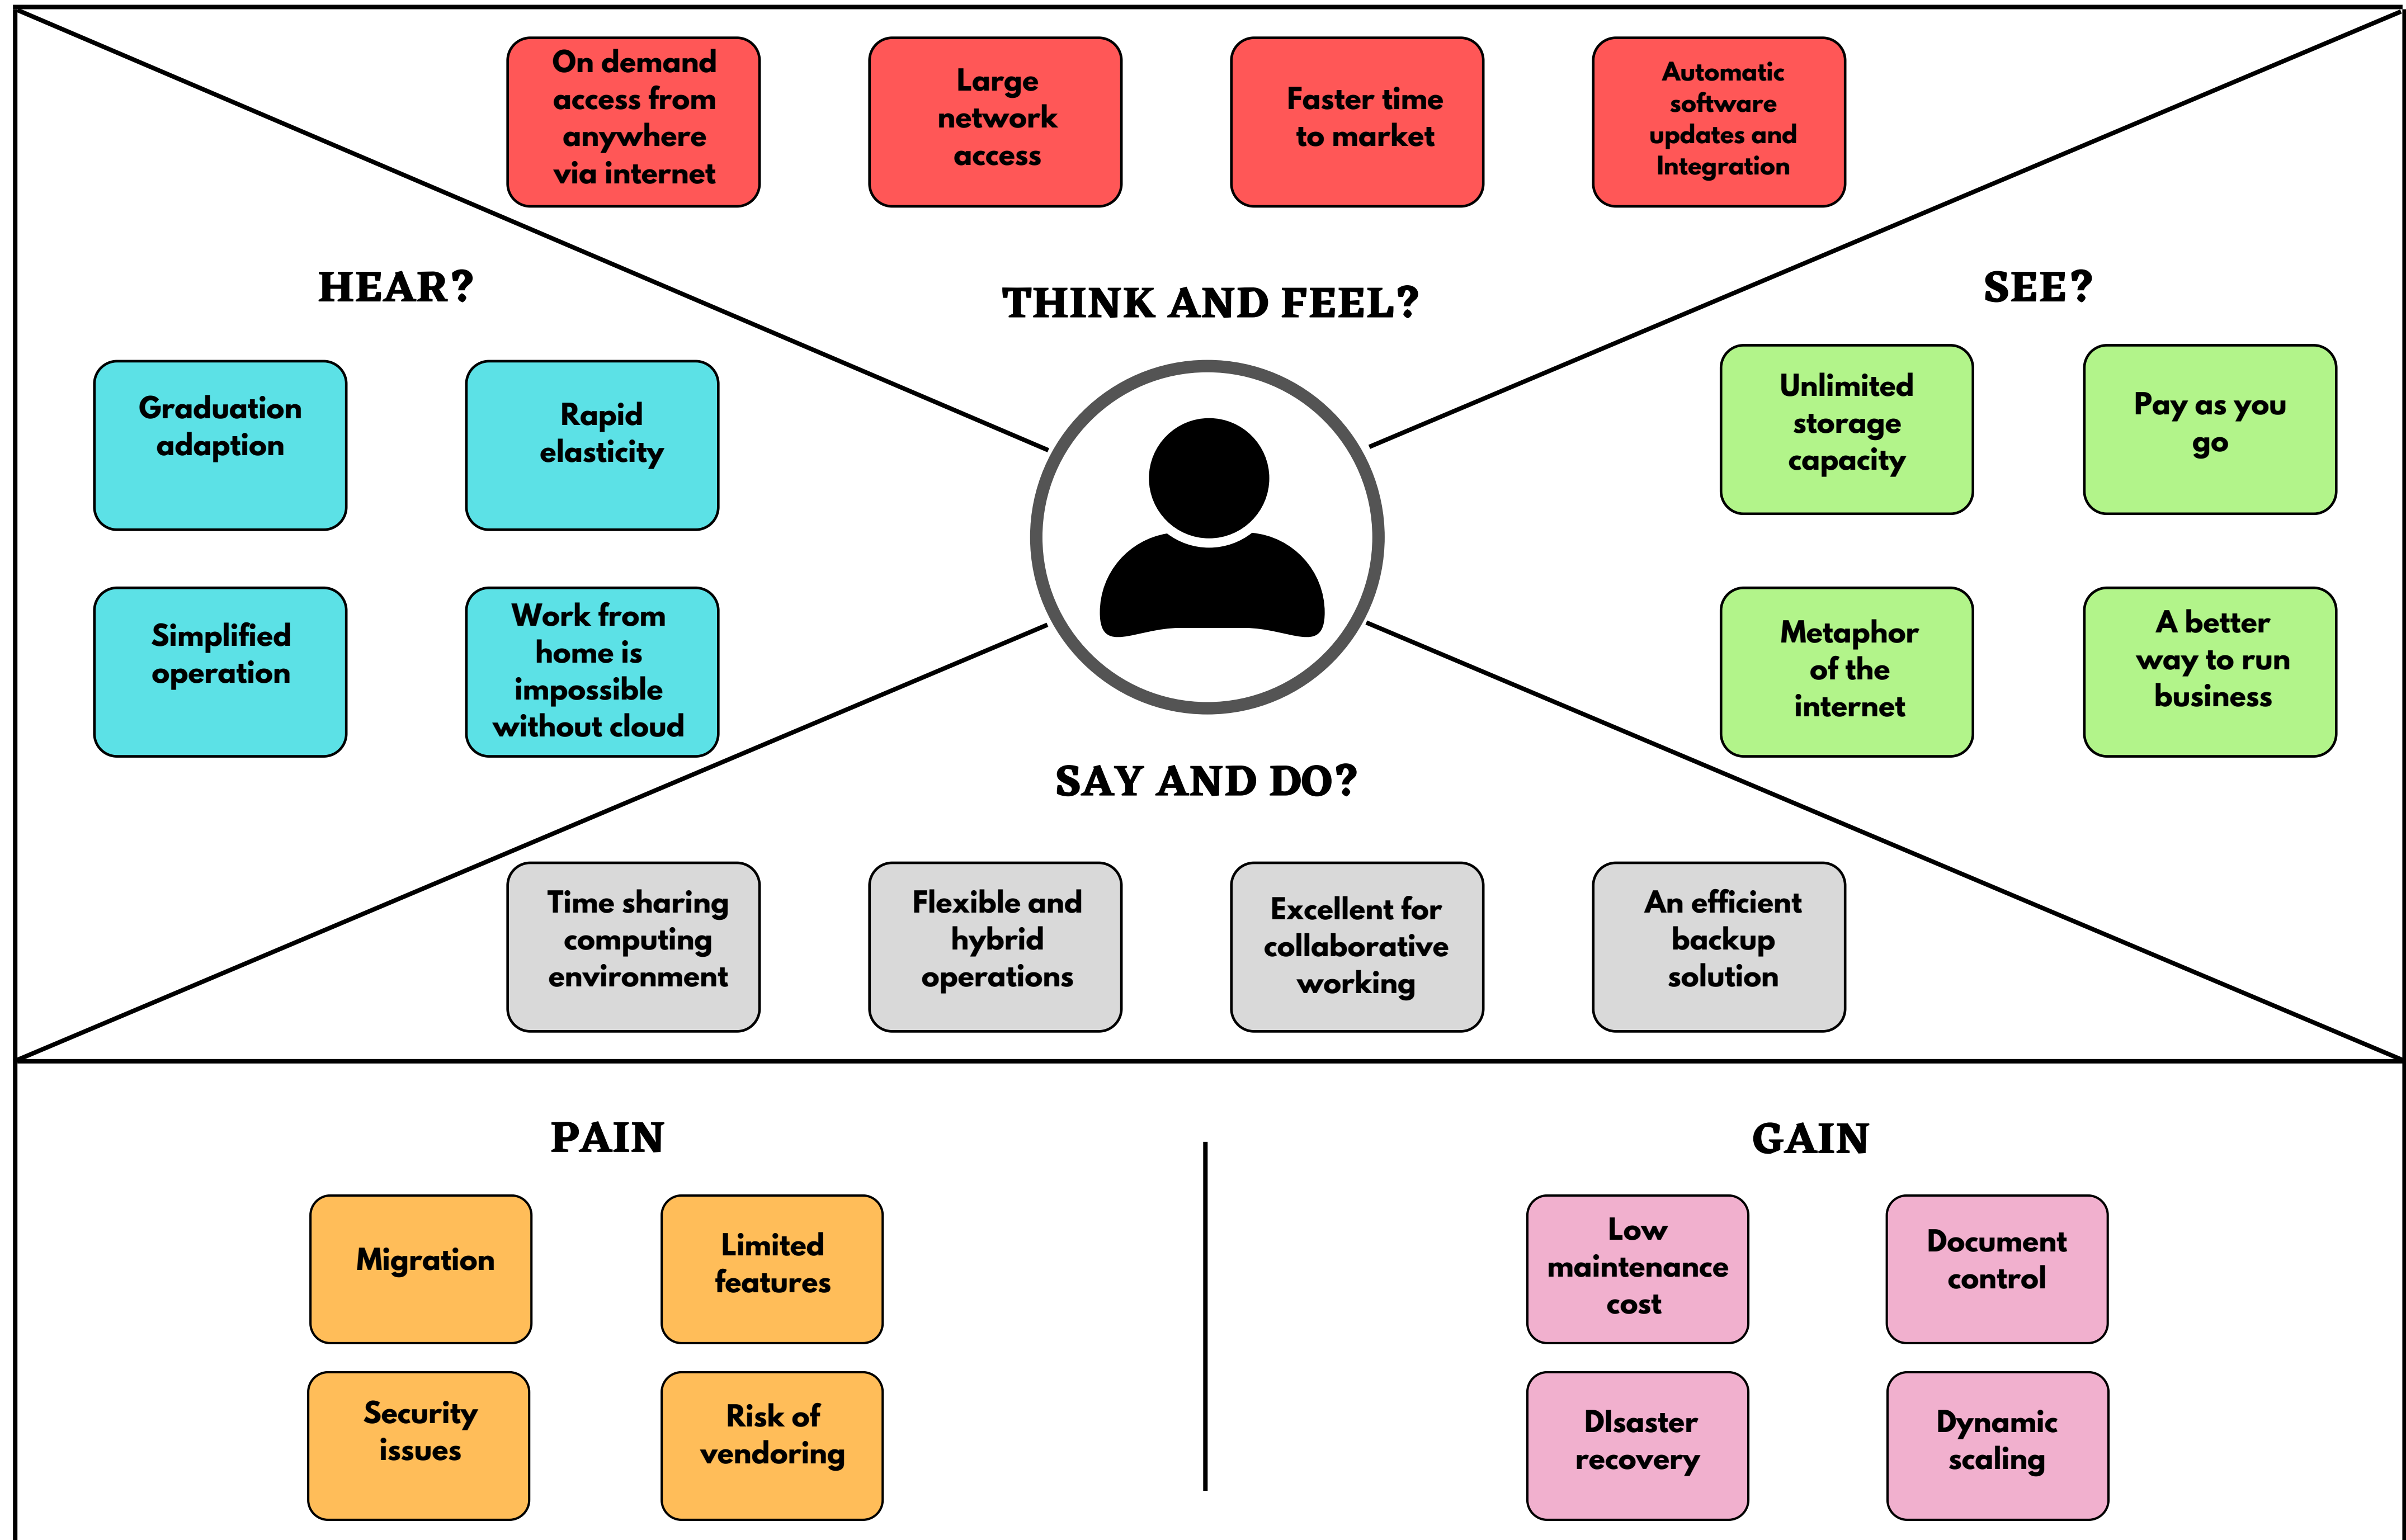 On demand
access from
anywhere
via internet
Large
network
access
Faster time
to market
Automatic
software
updates and
Integration
THINK AND FEEL?
HEAR?
Graduation
adaption
Rapid
elasticity
Simplified
operation
Work from
home is
impossible
without cloud
SEE?
Unlimited
storage
capacity
Pay as you
go
Metaphor
of the
internet
A better
way to run
business
SAY AND DO?
Time sharing
computing
environment
Flexible and
hybrid
operations
Excellent for
collaborative
working
An efficient
backup
solution
PAIN
Migration
Limited
features
Security
issues
Risk of
vendoring
GAIN
Low
maintenance
cost
Document
control
DIsaster
recovery
Dynamic
scaling